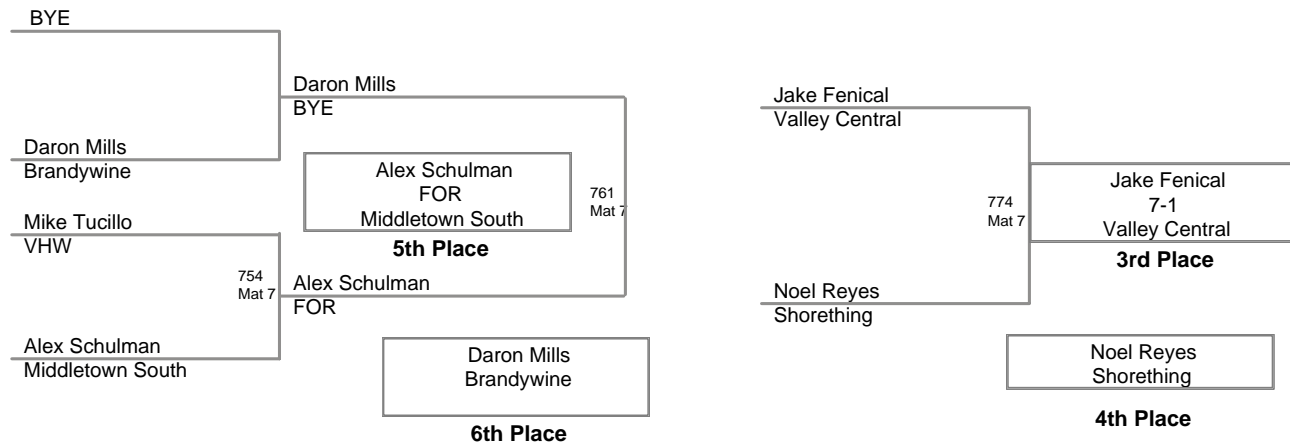 BYE
Daron Mills
BYE
Daron Mills
Brandywine
Alex Schulman
FOR
Middletown South
5th Place
761
Mat 7
Mike Tucillo
VHW
754
Mat 7
Alex Schulman
FOR
Alex Schulman
Middletown South
Daron Mills
Brandywine
6th Place
Jake Fenical
Valley Central
774
Mat 7
Jake Fenical
7-1
Valley Central
3rd Place
Noel Reyes
Shorething
Noel Reyes
Shorething
4th Place